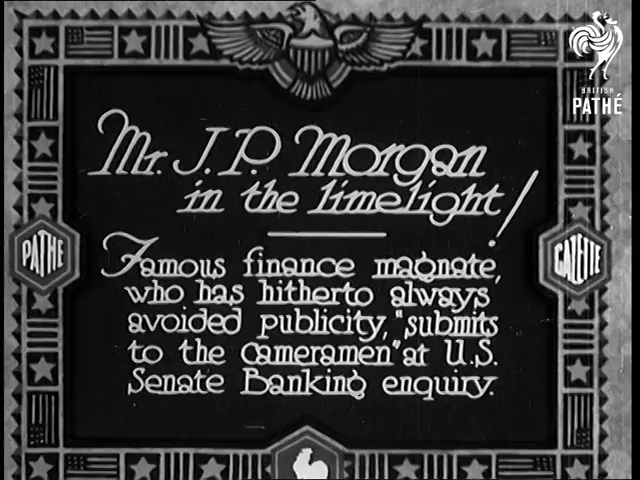 BRITISH
PATHÉ
Mr. J. P. Morgan
in the limelight!
PATHE
GAZETTE
Famous finance magnate,
who has hitherto always
avoided publicity, "submits
to the cameramen" at U.S.
Senate Banking enquiry.